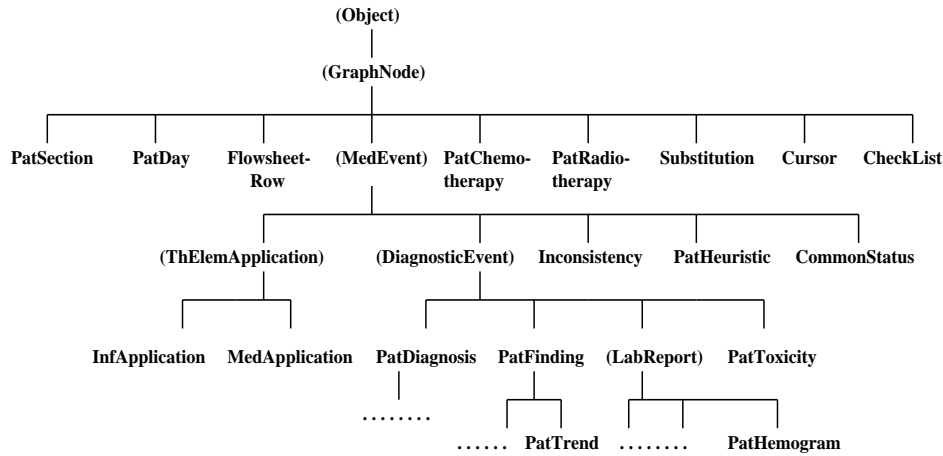 (Object)
(GraphNode)
PatSection PatDay Flowsheet- (MedEvent) PatChemo- PatRadio- Substitution Cursor CheckList
Row therapy therapy
(ThElemApplication) (DiagnosticEvent) Inconsistency PatHeuristic CommonStatus
InfApplication MedApplication PatDiagnosis PatFinding (LabReport) PatToxicity
. . . . . . . .
. . . . . . PatTrend . . . . . . . . PatHemogram